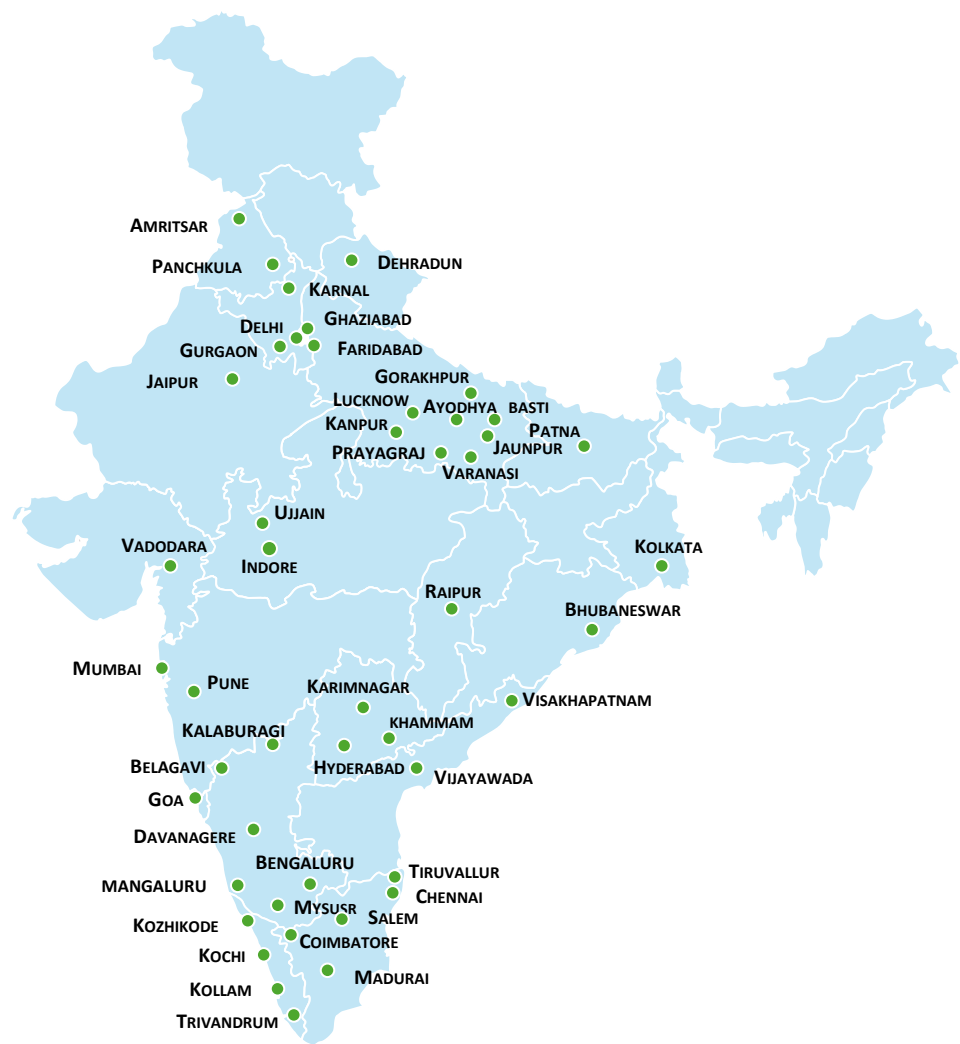 AMRITSAR
PANCHKULA
DEHRADUN
KARNAL
GHAZIABAD
DELHI
GURGAON
FARIDABAD
JAIPUR
GORAKHPUR
LUCKNOW
AYODHYA
BASTI
KANPUR
PATNA
JAUNPUR
PRAYAGRAJ
VARANASI
UJJAIN
VADODARA
INDORE
KOLKATA
RAIPUR
BHUBANESWAR
MUMBAI
PUNE
KARIMNAGAR
VISAKHAPATNAM
KALABURAGI
KHAMMAM
BELAGAVI
HYDERABAD
VIJAYAWADA
GOA
DAVANAGERE
BENGALURU
TIRUVALLUR
MANGALURU
CHENNAI
MYSUSR
SALEM
KOZHIKODE
COIMBATORE
KOCHI
MADURAI
KOLLAM
TRIVANDRUM